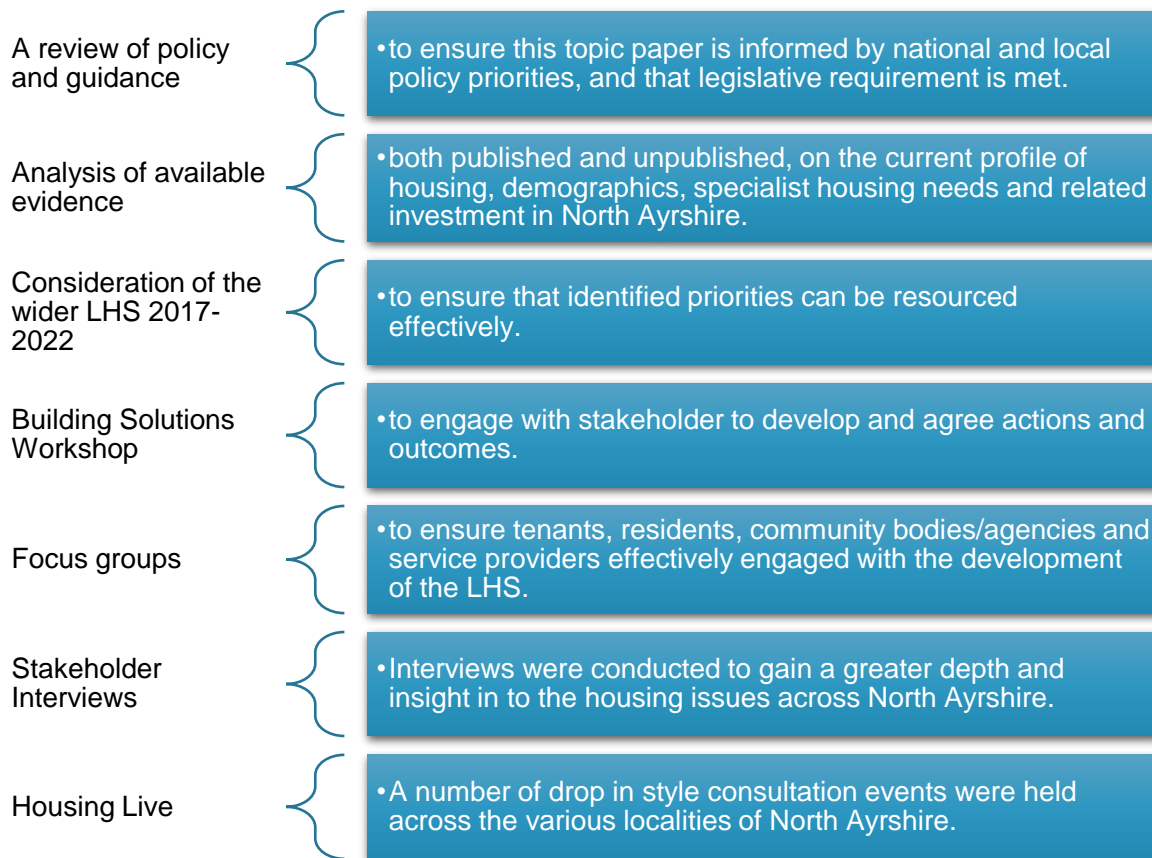 A review of policy
and guidance
•to ensure this topic paper is informed by national and local
policy priorities, and that legislative requirement is met.
Analysis of available
evidence
•both published and unpublished, on the current profile of
housing, demographics, specialist housing needs and related
investment in North Ayrshire.
Consideration of the
wider LHS 2017-
2022
•to ensure that identified priorities can be resourced
effectively.
Building Solutions
Workshop
•to engage with stakeholder to develop and agree actions and
outcomes.
Focus groups
•to ensure tenants, residents, community bodies/agencies and
service providers effectively engaged with the development
of the LHS.
Stakeholder
Interviews
•Interviews were conducted to gain a greater depth and
insight in to the housing issues across North Ayrshire.
Housing Live
•A number of drop in style consultation events were held
across the various localities of North Ayrshire.